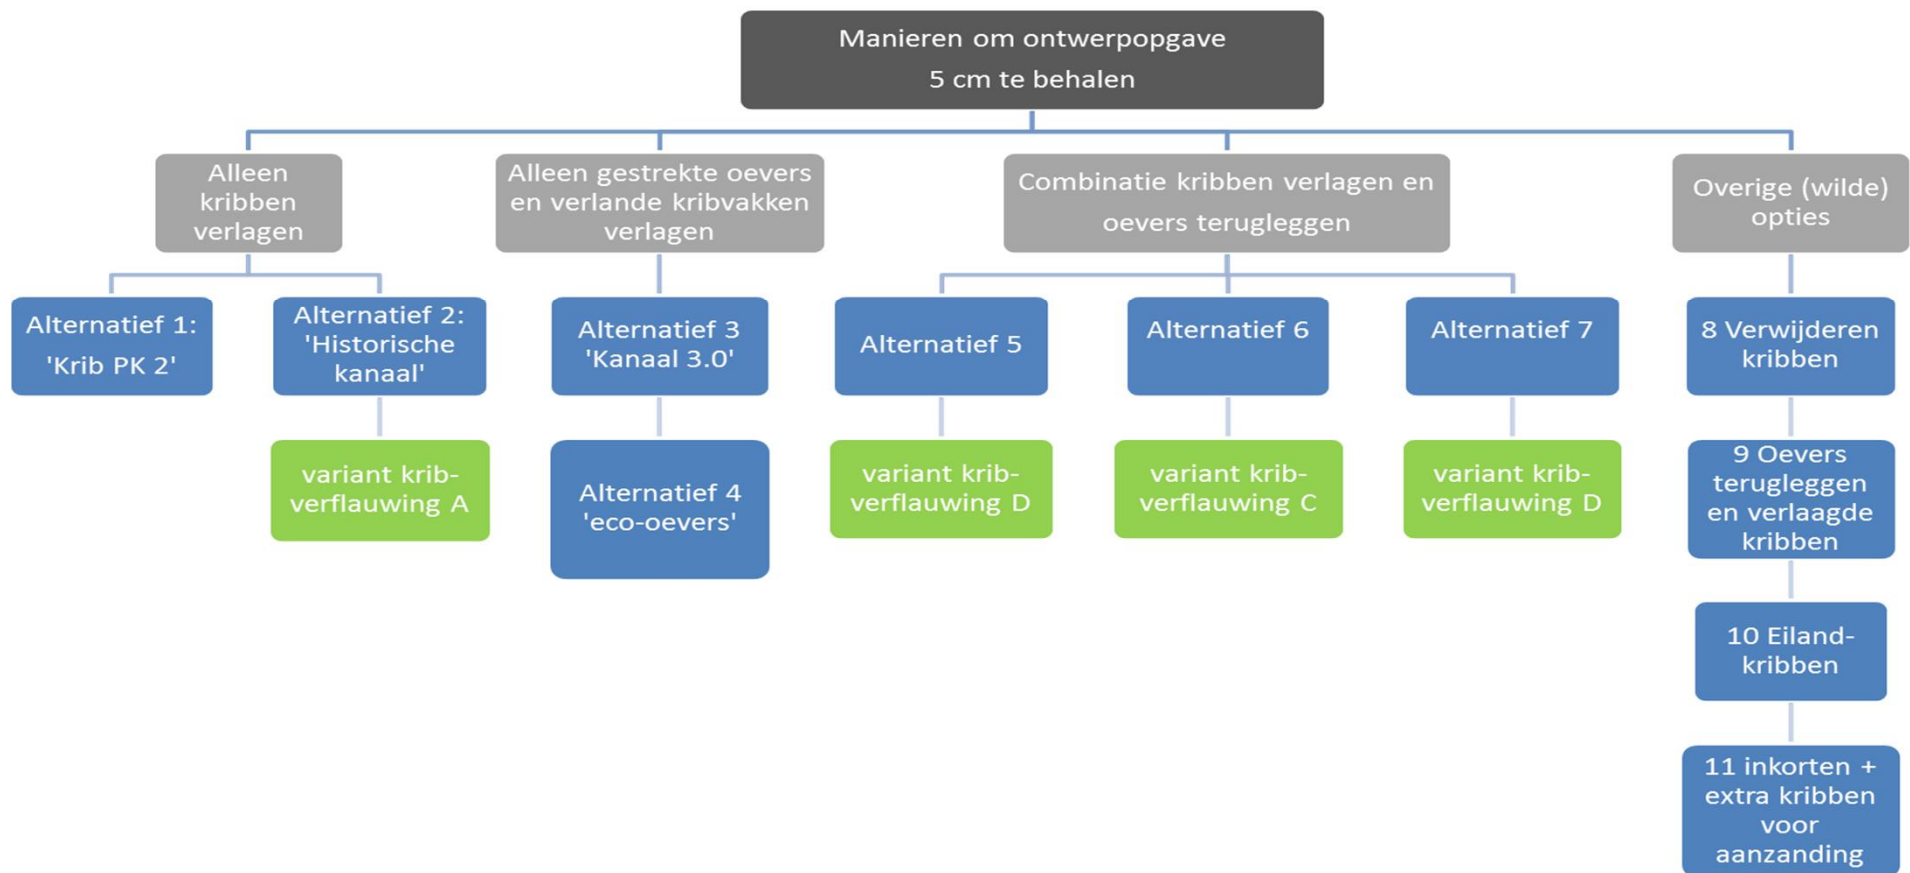 Manieren om ontwerpopgave
5 cm te behalen
Alleen
kribben
verlagen
Alleen gestrekte oevers
en verlande kribvakken
verlagen
Combinatie kribben verlagen en
oevers terugleggen
Overige (wilde)
opties
Alternatief 1:
'Krib PK 2'
Alternatief 2:
'Historische
kanaal'
Alternatief 3
'Kanaal 3.0'
Alternatief 5
Alternatief 6
Alternatief 7
8 Verwijderen
kribben
variant krib-
verflauwing A
Alternatief 4
'eco-oevers'
variant krib-
verflauwing D
variant krib-
verflauwing C
variant krib-
verflauwing D
9 Oevers
terugleggen
en verlaagde
kribben
10 Eiland-
kribben
11 inkorten +
extra kribben
voor
aanzanding